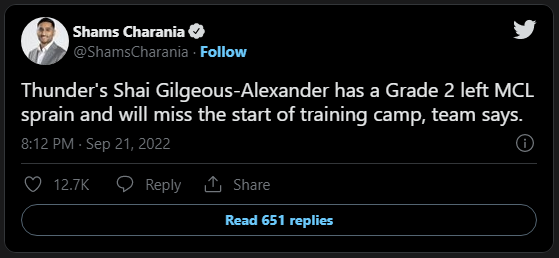 Shams Charania
@ShamsCharania · Follow
Thunder's Shai Gilgeous-Alexander has a Grade 2 left MCL
sprain and will miss the start of training camp, team says.
8:12 PM · Sep 21, 2022
12.7K Reply Share
Read 651 replies